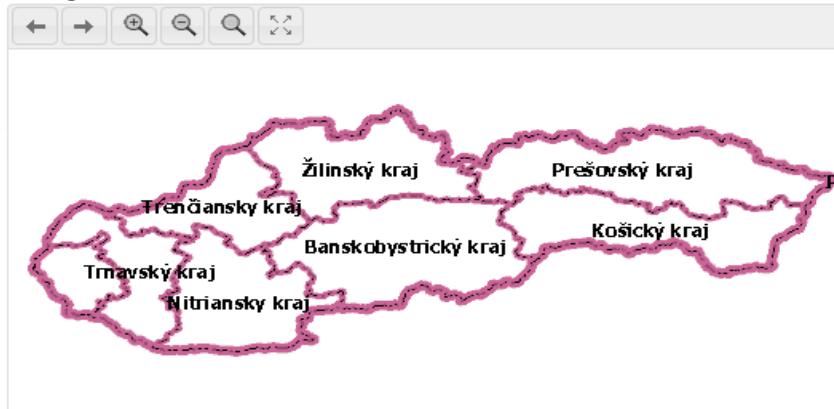 Žilinský kraj
Prešovský kraj
Trenčiansky kraj
Košický kraj
Banskobystrický kraj
Trnavský kraj
Nitriansky kraj